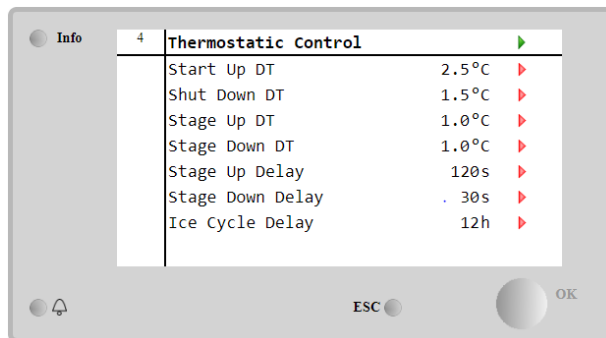 Info
4 Thermostatic Control
Start Up DT 2.5°C
Shut Down DT 1.5°C
Stage Up DT 1.0°C
Stage Down DT 1.0°C
Stage Up Delay 120s
Stage Down Delay . 30s
Ice Cycle Delay 12h
ESC
OK